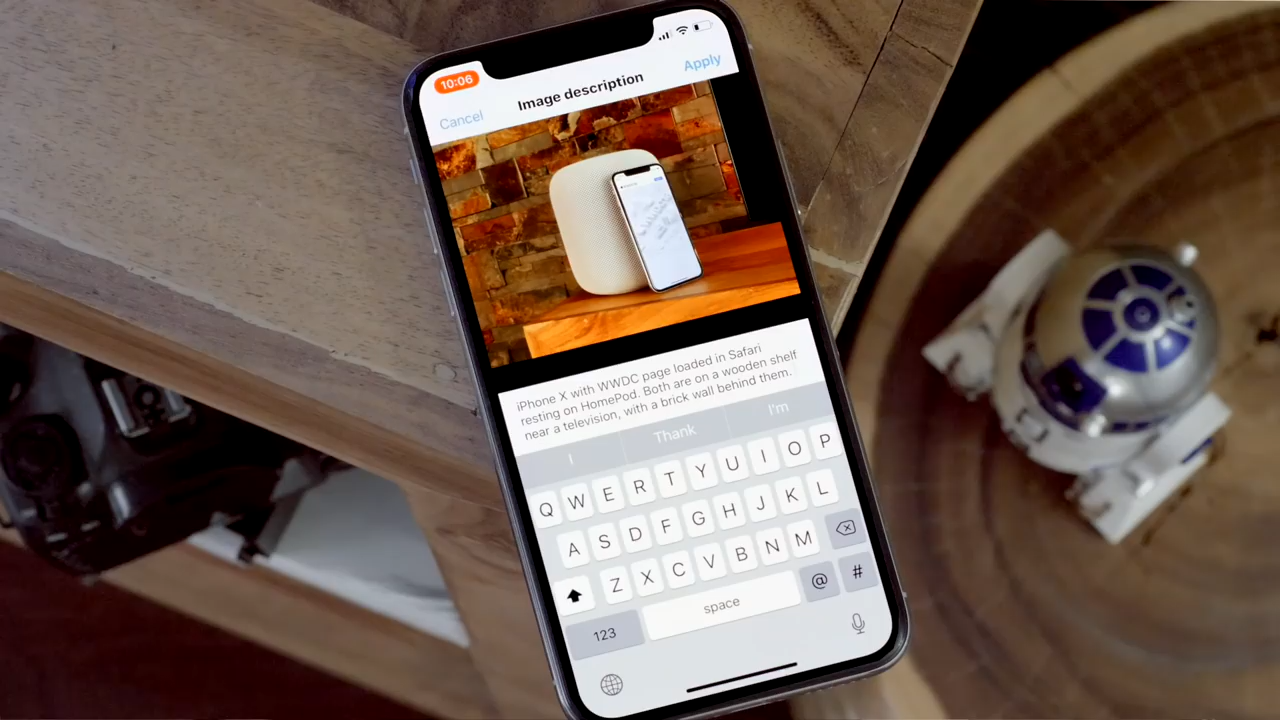 10:06
Cancel
Image description
Apply
iPhone X with WWDC page loaded in Safari
resting on HomePod. Both are on a wooden shelf
near a television, with a brick wall behind them.
I
Thank
I'm
Q W E R T Y U I O P
A S D F G H J K L
Z X C V B N M
123
space
@
#